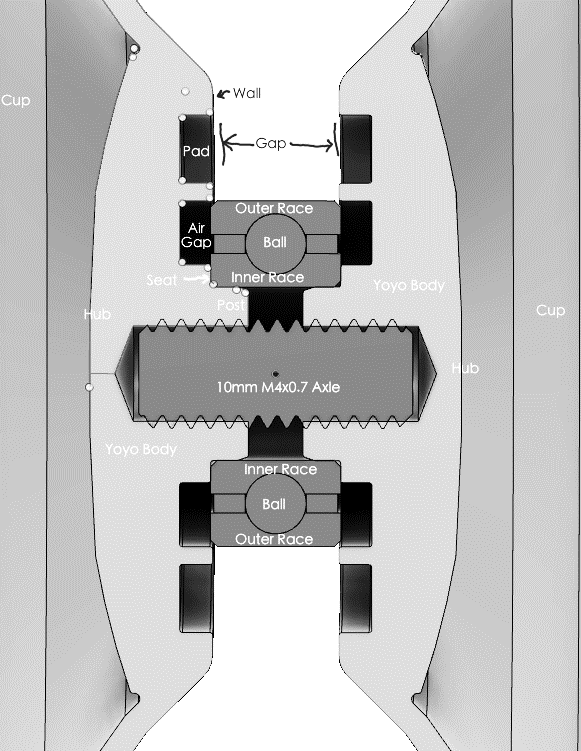 Cup
Wall
Gap
Pad
Outer Race
Air
Gap
Ball
Inner Race
Seat
Yoyo Body
Post
Hub
Cup
Hub
10mm M4x0.7 Axle
Yoyo Body
Inner Race
Ball
Outer Race